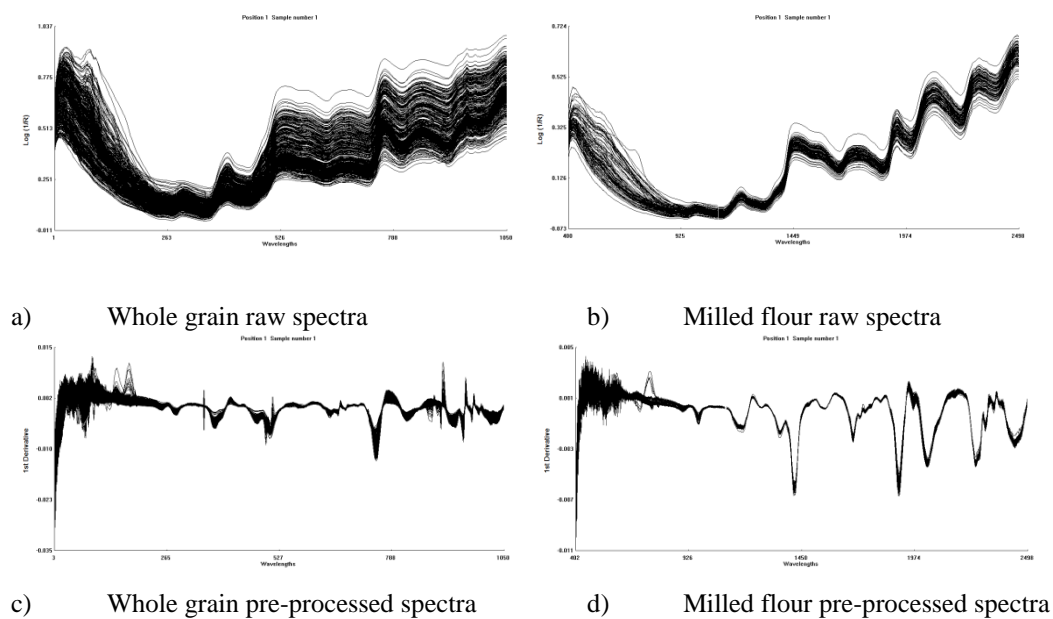 Position 1 Sample number 1
1.037
0.775
0.513
0.251
-0.011
Log (1/R)
1 263 526 788 1050
Wavelengths
Position 1 Sample number 1
0.724
0.525
0.325
0.126
-0.073
Log (1/R)
400 926 1449 1974 2498
Wavelengths
a) Whole grain raw spectra
b) Milled flour raw spectra
Position 1 Sample number 1
0.015
0.002
-0.010
-0.023
-0.035
1st Derivative
3 265 527 788 1050
Wavelengths
Position 1 Sample number 1
0.005
0.001
-0.003
-0.007
-0.011
1st Derivative
402 926 1450 1974 2498
Wavelengths
c) Whole grain pre-processed spectra
d) Milled flour pre-processed spectra